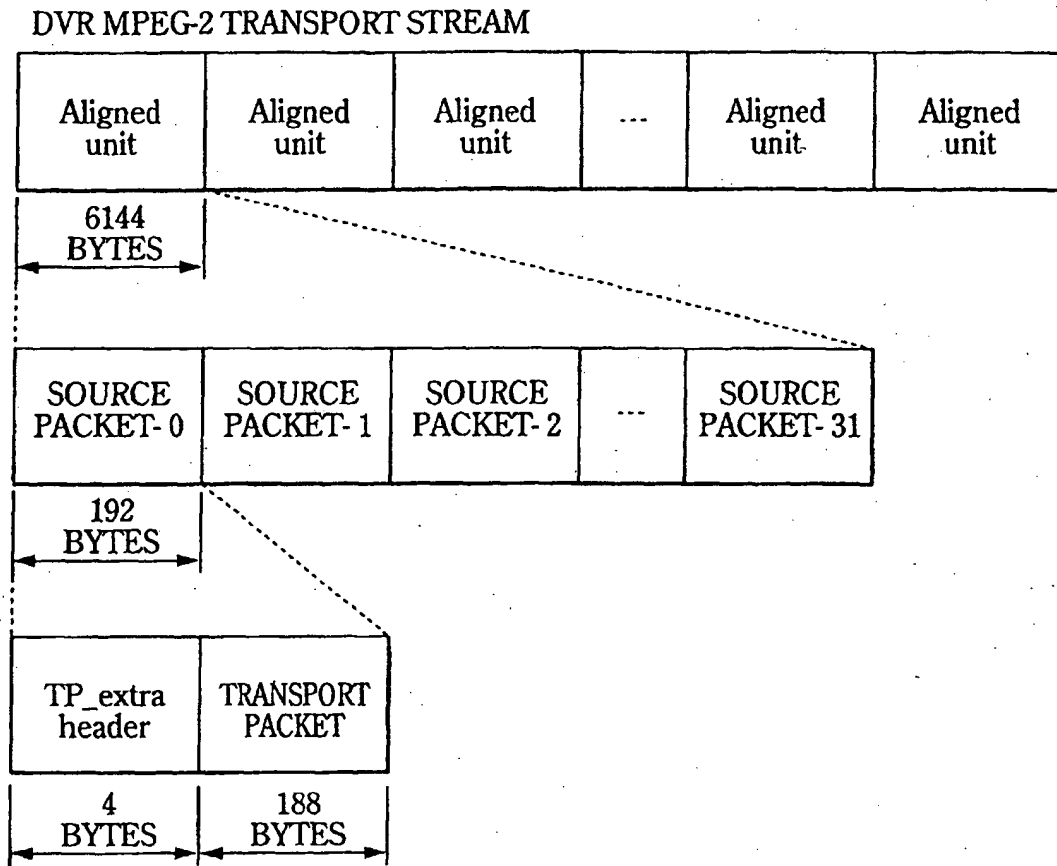 DVR MPEG-2 TRANSPORT STREAM
Aligned unit
Aligned unit
Aligned unit
...
Aligned unit
Aligned unit
6144 BYTES
SOURCE PACKET-0
SOURCE PACKET-1
SOURCE PACKET-2
...
SOURCE PACKET-31
192 BYTES
TP_extra header
TRANSPORT PACKET
4 BYTES
188 BYTES